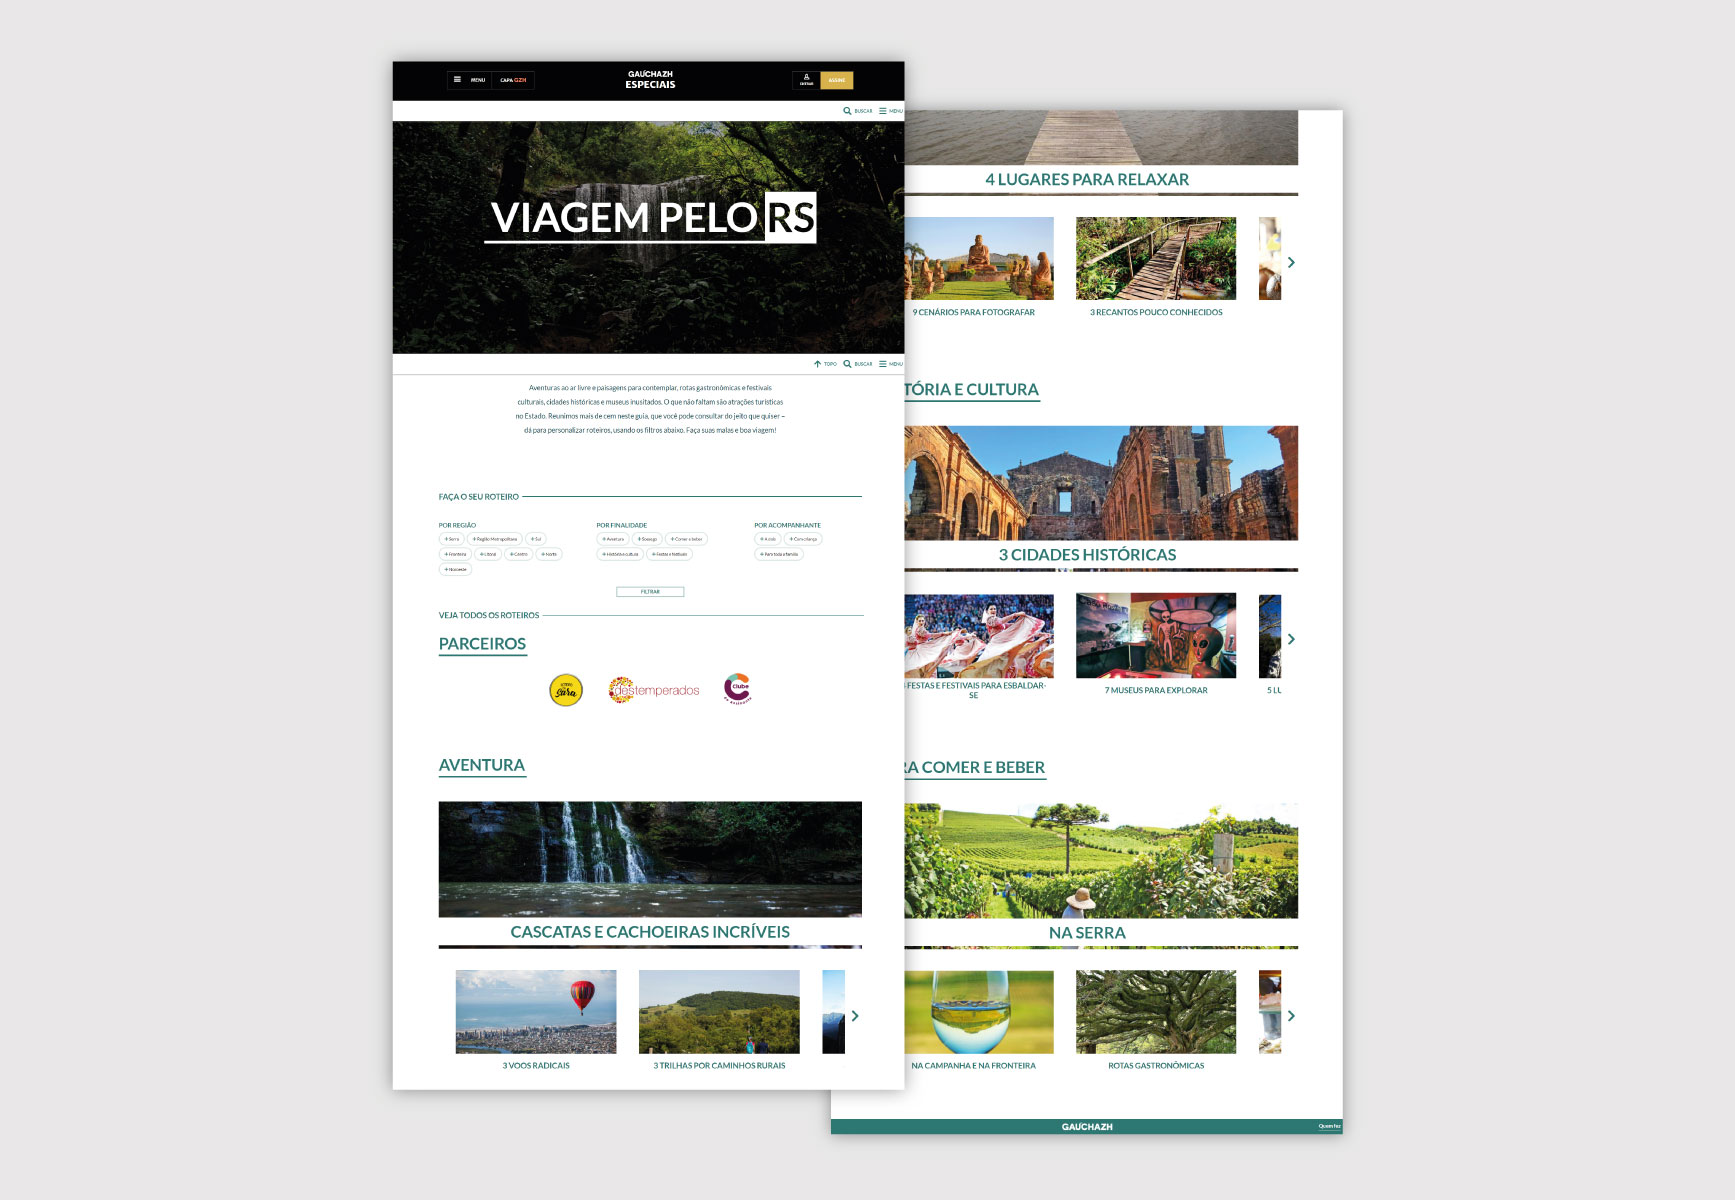 MENU
CAPA GZH
GAÚCHAZH
ESPECIAIS
ENTRAR
ASSINE
BUSCAR
MENU
VIAGEM PELO RS
TOPO
BUSCAR
MENU
Aventuras ao ar livre e paisagens para contemplar, rotas gastronômicas e festivais
culturais, cidades históricas e museus inusitados. O que não faltam são atrações turísticas
no Estado. Reunimos mais de cem neste guia, que você pode consultar do jeito que quiser –
dá para personalizar roteiros, usando os filtros abaixo. Faça suas malas e boa viagem!
FAÇA O SEU ROTEIRO
POR REGIÃO
+ Serra
+ Região Metropolitana
+ Sul
+ Fronteira
+ Litoral
+ Centro
+ Norte
+ Noroeste
POR FINALIDADE
+ Aventura
+ Sossego
+ Comer e beber
+ História e cultura
+ Festas e festivais
POR ACOMPANHANTE
+ A dois
+ Com criança
+ Para toda a família
FILTRAR
VEJA TODOS OS ROTEIROS
PARCEIROS
Sara
destemperados
Clube
do Assinante
AVENTURA
CASCATAS E CACHOEIRAS INCRÍVEIS
3 VOOS RADICAIS
3 TRILHAS POR CAMINHOS RURAIS
4 LUGARES PARA RELAXAR
9 CENÁRIOS PARA FOTOGRAFAR
3 RECANTOS POUCO CONHECIDOS
TÓRIA E CULTURA
3 CIDADES HISTÓRICAS
FESTAS E FESTIVAIS PARA ESBALDAR-
SE
7 MUSEUS PARA EXPLORAR
5 LU
RA COMER E BEBER
NA SERRA
NA CAMPANHA E NA FRONTEIRA
ROTAS GASTRONÔMICAS
GAÚCHAZH
Quem fez